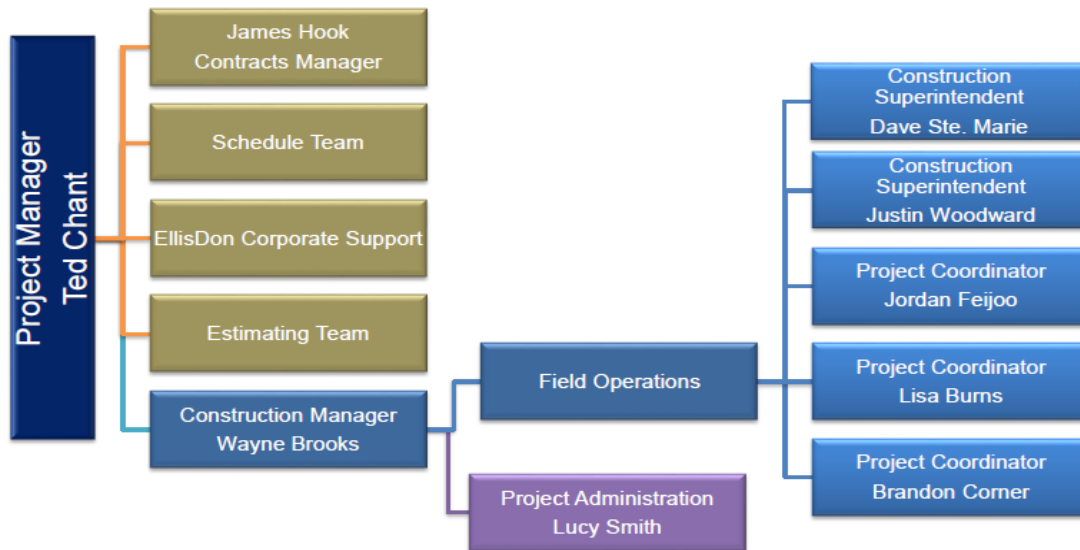 Project Manager
Ted Chant
James Hook
Contracts Manager
Schedule Team
EllisDon Corporate Support
Estimating Team
Construction Manager
Wayne Brooks
Field Operations
Project Administration
Lucy Smith
Construction
Superintendent
Dave Ste. Marie
Construction
Superintendent
Justin Woodward
Project Coordinator
Jordan Feijoo
Project Coordinator
Lisa Burns
Project Coordinator
Brandon Corner